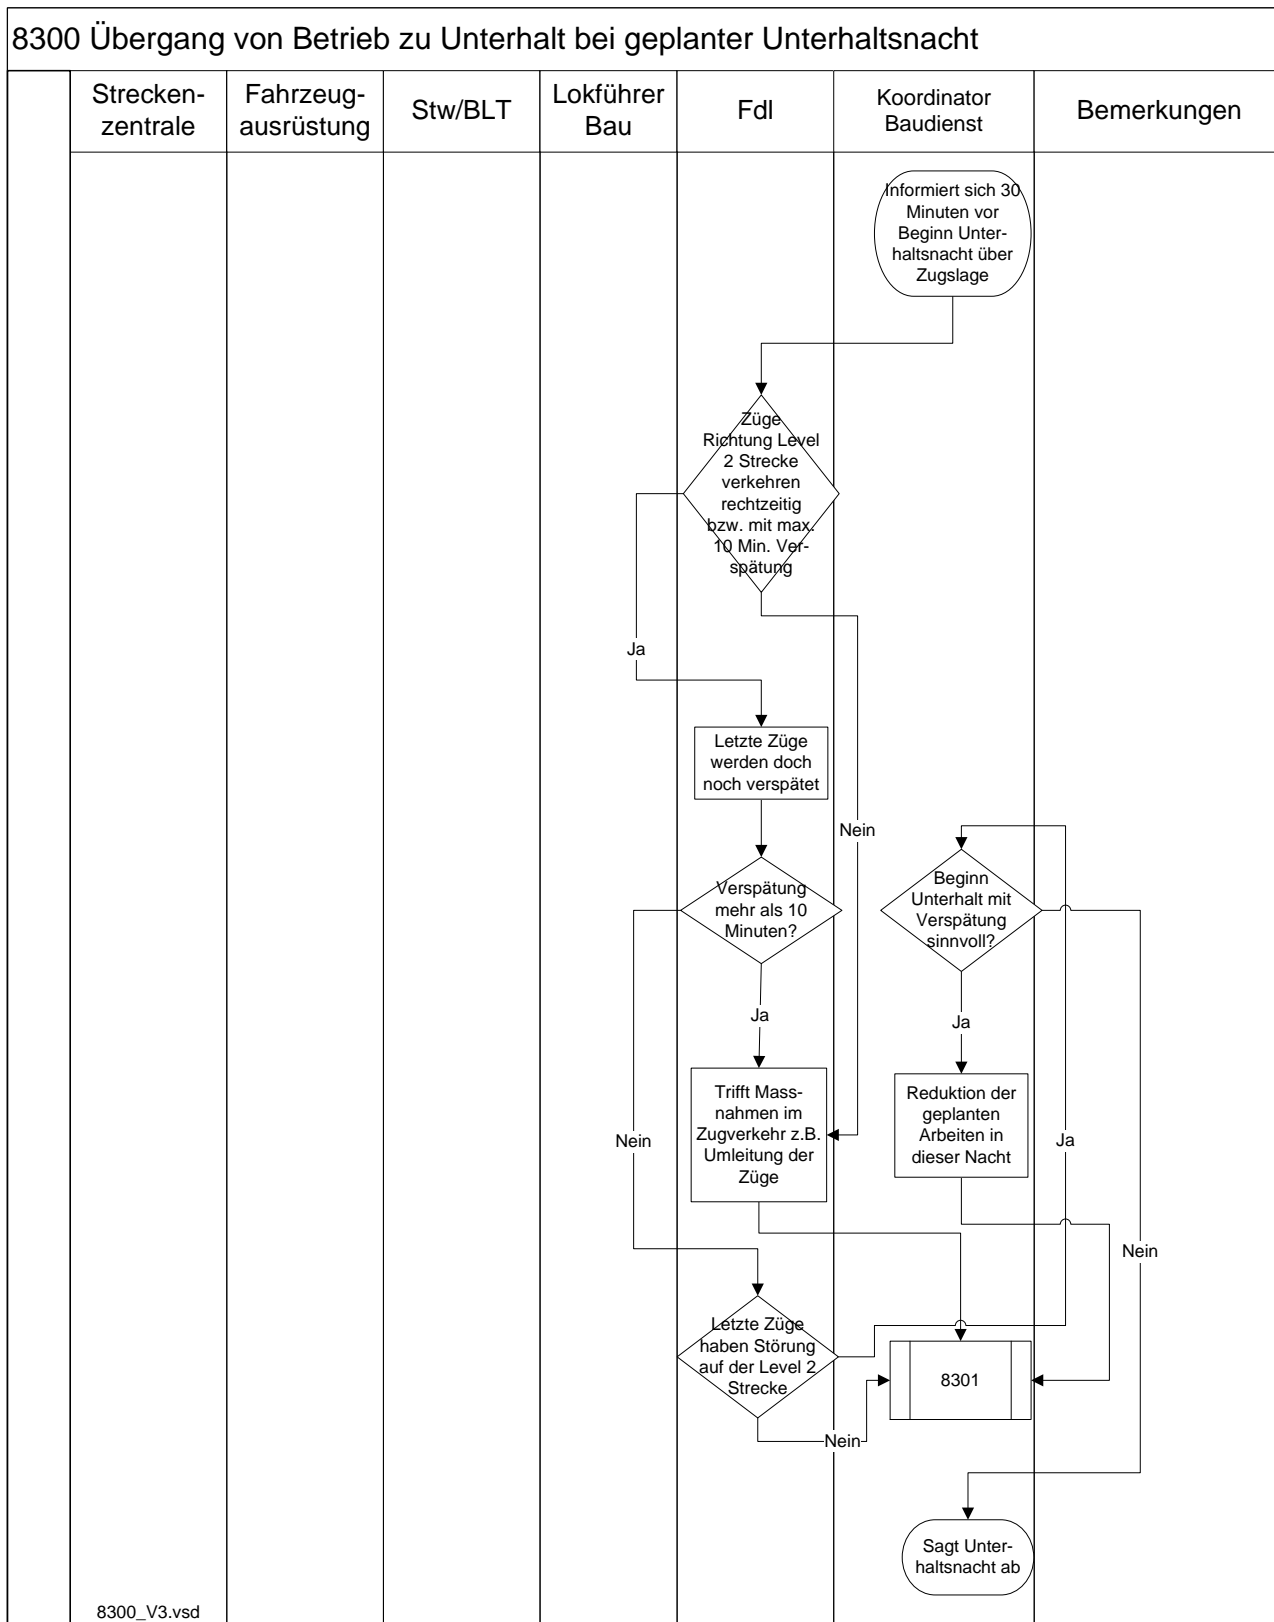 8300 Übergang von Betrieb zu Unterhalt bei geplanter Unterhaltsnacht
Strecken-
zentrale
Fahrzeug-
ausrüstung
Stw/BLT
Lokführer
Bau
Fdl
Koordinator
Baudienst
Bemerkungen
Informiert sich 30
Minuten vor
Beginn Unter-
haltsnacht über
Zugslage
Züge
Richtung Level
2 Strecke
verkehren
rechtzeitig
bzw. mit max.
10 Min. Ver-
spätung
Ja
Letzte Züge
werden doch
noch verspätet
Nein
Verspätung
mehr als 10
Minuten?
Beginn
Unterhalt mit
Verspätung
sinnvoll?
Ja
Ja
Trifft Mass-
nahmen im
Zugverkehr z.B.
Umleitung der
Züge
Reduktion der
geplanten
Arbeiten in
dieser Nacht
Nein
Ja
Nein
Letzte Züge
haben Störung
auf der Level 2
Strecke
8301
Nein
Sagt Unter-
haltsnacht ab
8300_V3.vsd